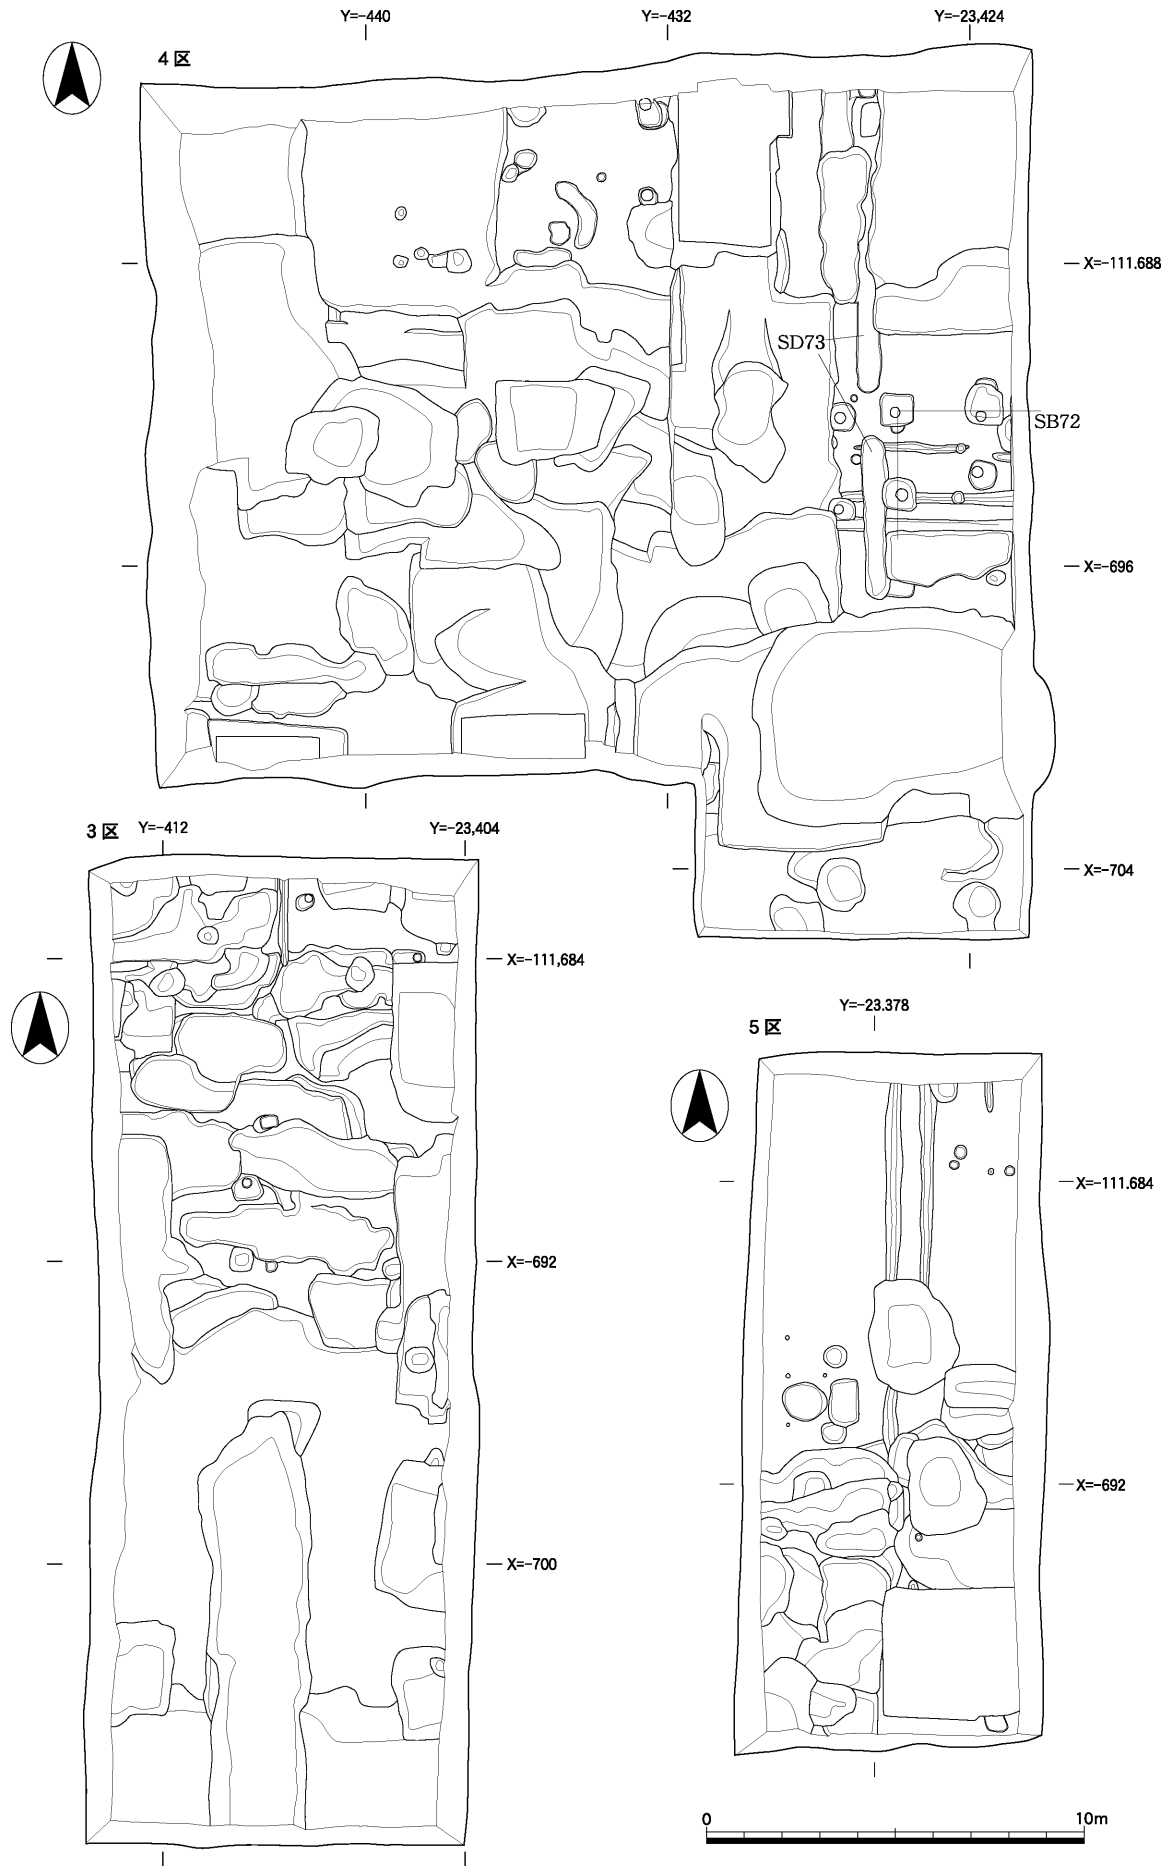 Y=-440
Y=-432
Y=-23,424
4区
X=-111.688
SD73
SB72
X=-696
3区
Y=-412
Y=-23,404
X=-704
X=-111,684
Y=-23.378
5区
X=-111.684
X=-692
X=-692
X=-700
0
10m